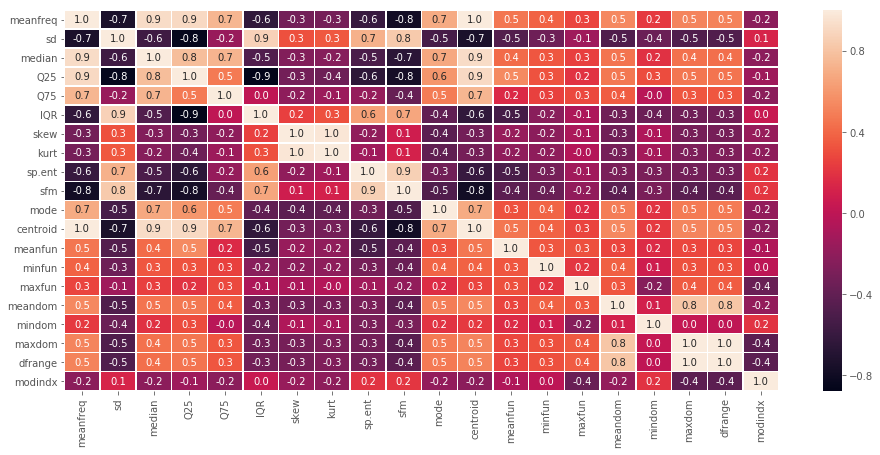 meanfreq 1.0 -0.7 0.9 0.9 0.7 -0.6 -0.3 -0.3 -0.6 -0.8 0.7 1.0 0.5 0.4 0.3 0.5 0.2 0.5 0.5 -0.2
sd -0.7 1.0 -0.6 -0.8 -0.2 0.9 0.3 0.3 0.7 0.8 -0.5 -0.7 -0.5 -0.3 -0.1 -0.5 -0.4 -0.5 -0.5 0.1
median 0.9 -0.6 1.0 0.8 0.7 -0.5 -0.3 -0.2 -0.5 -0.7 0.7 0.9 0.4 0.3 0.3 0.5 0.2 0.4 0.4 -0.2
Q25 0.9 -0.8 0.8 1.0 0.5 -0.9 -0.3 -0.4 -0.6 -0.8 0.6 0.9 0.5 0.3 0.2 0.5 0.3 0.5 0.5 -0.1
Q75 0.7 -0.2 0.7 0.5 1.0 0.0 -0.2 -0.1 -0.2 -0.4 0.5 0.7 0.2 0.3 0.3 0.4 -0.0 0.3 0.3 -0.2
IQR -0.6 0.9 -0.5 -0.9 0.0 1.0 0.2 0.3 0.6 0.7 -0.4 -0.6 -0.5 -0.2 -0.1 -0.3 -0.4 -0.3 -0.3 0.0
skew -0.3 0.3 -0.3 -0.3 -0.2 0.2 1.0 1.0 -0.2 0.1 -0.4 -0.3 -0.2 -0.2 -0.1 -0.3 -0.1 -0.3 -0.3 -0.2
kurt -0.3 0.3 -0.2 -0.4 -0.1 0.3 1.0 1.0 -0.1 0.1 -0.4 -0.3 -0.2 -0.2 -0.0 -0.3 -0.1 -0.3 -0.3 -0.2
sp.ent -0.6 0.7 -0.5 -0.6 -0.2 0.6 -0.2 -0.1 1.0 0.9 -0.3 -0.6 -0.5 -0.3 -0.1 -0.3 -0.3 -0.3 -0.3 0.2
sfm -0.8 0.8 -0.7 -0.8 -0.4 0.7 0.1 0.1 0.9 1.0 -0.5 -0.8 -0.4 -0.4 -0.2 -0.4 -0.3 -0.4 -0.4 0.2
mode 0.7 -0.5 0.7 0.6 0.5 -0.4 -0.4 -0.4 -0.3 -0.5 1.0 0.7 0.3 0.4 0.2 0.5 0.2 0.5 0.5 -0.2
centroid 1.0 -0.7 0.9 0.9 0.7 -0.6 -0.3 -0.3 -0.6 -0.8 0.7 1.0 0.5 0.4 0.3 0.5 0.2 0.5 0.5 -0.2
meanfun 0.5 -0.5 0.4 0.5 0.2 -0.5 -0.2 -0.2 -0.5 -0.4 0.3 0.5 1.0 0.3 0.3 0.3 0.2 0.3 0.3 -0.1
minfun 0.4 -0.3 0.3 0.3 0.3 -0.2 -0.2 -0.2 -0.3 -0.4 0.4 0.4 0.3 1.0 0.2 0.4 0.1 0.3 0.3 0.0
maxfun 0.3 -0.1 0.3 0.2 0.3 -0.1 -0.1 -0.0 -0.1 -0.2 0.2 0.3 0.3 0.2 1.0 0.3 -0.2 0.4 0.4 -0.4
meandom 0.5 -0.5 0.5 0.5 0.4 -0.3 -0.3 -0.3 -0.3 -0.4 0.5 0.5 0.3 0.4 0.3 1.0 0.1 0.8 0.8 -0.2
mindom 0.2 -0.4 0.2 0.3 -0.0 -0.4 -0.1 -0.1 -0.3 -0.3 0.2 0.2 0.2 0.1 -0.2 0.1 1.0 0.0 0.0 0.2
maxdom 0.5 -0.5 0.4 0.5 0.3 -0.3 -0.3 -0.3 -0.3 -0.4 0.5 0.5 0.3 0.3 0.4 0.8 0.0 1.0 1.0 -0.4
dfrange 0.5 -0.5 0.4 0.5 0.3 -0.3 -0.3 -0.3 -0.3 -0.4 0.5 0.5 0.3 0.3 0.4 0.8 0.0 1.0 1.0 -0.4
modindx -0.2 0.1 -0.2 -0.1 -0.2 0.0 -0.2 -0.2 0.2 0.2 -0.2 -0.2 -0.1 0.0 -0.4 -0.2 0.2 -0.4 -0.4 1.0
meanfreq sd median Q25 Q75 IQR skew kurt sp.ent sfm mode centroid meanfun minfun maxfun meandom mindom maxdom dfrange modindx
0.8
0.4
0.0
−0.4
−0.8